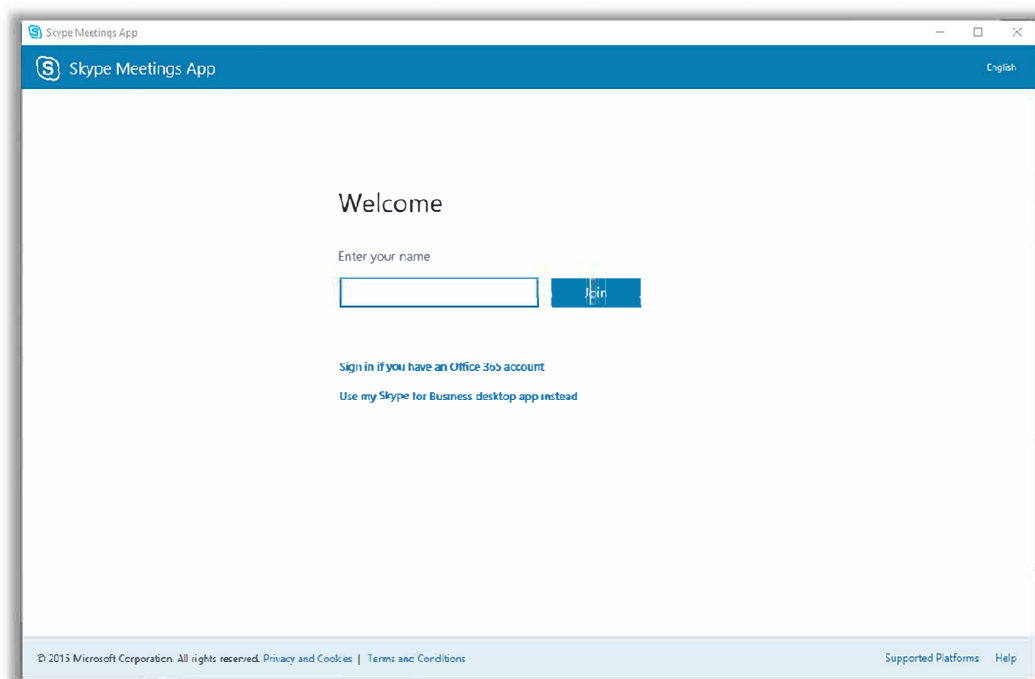 Skype Meetings App
Skype Meetings App
English
Welcome
Enter your name
Join
Sign in if you have an Office 365 account
Use my Skype for Business desktop app instead
© 2015 Microsoft Corporation. All rights reserved. Privacy and Cookies | Terms and Conditions Supported Platforms Help